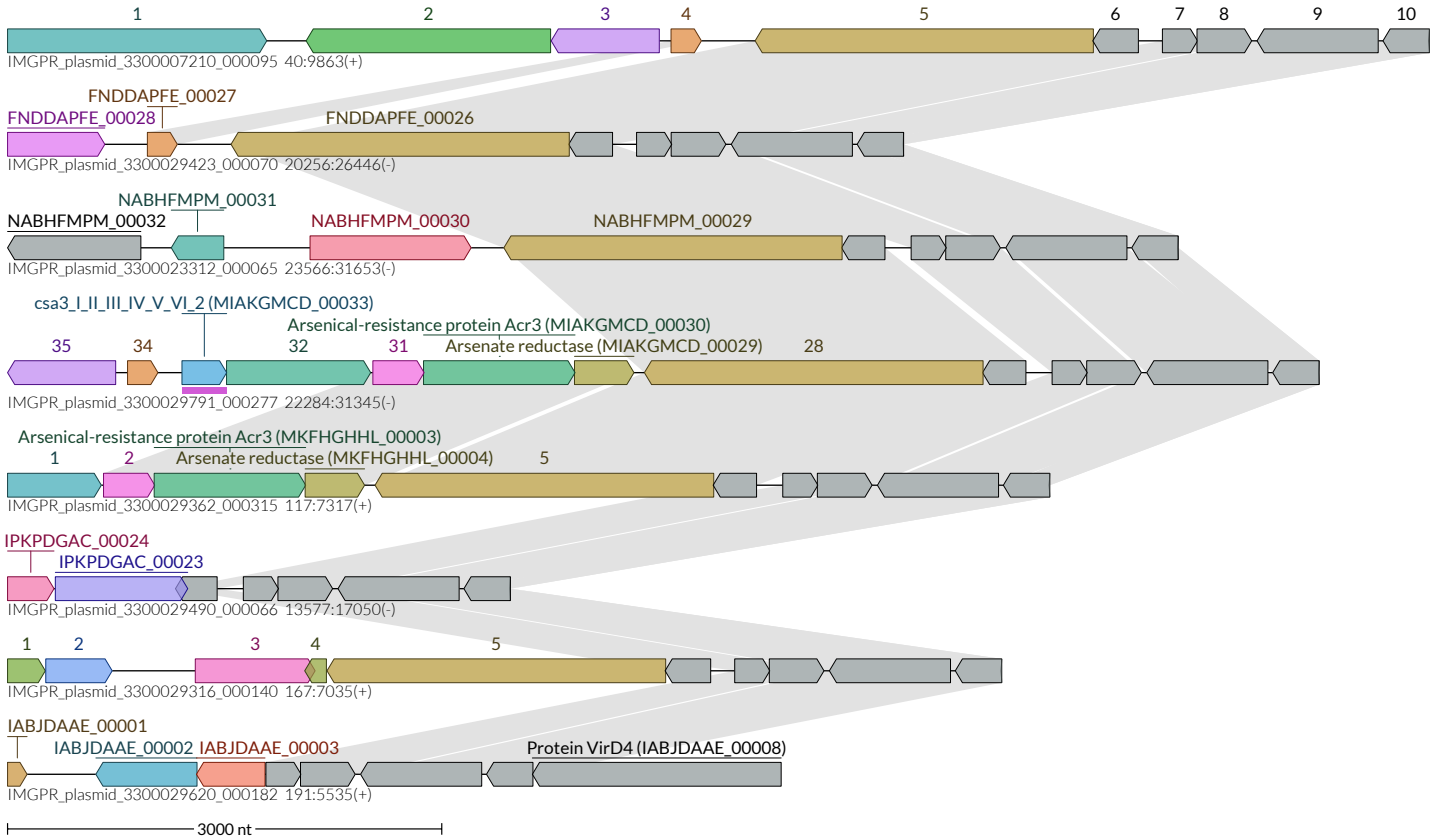 1 2 3 4 5 6 7 8 9 10
IMGPR_plasmid_3300007210_000095 40:9863(+)
FNDDAPFE_00027
FNDDAPFE_00028 FNDDAPFE_00026
IMGPR_plasmid_3300029423_000070 20256:26446(-)
NABHFMPM_00031
NABHFMPM_00032 NABHFMPM_00030 NABHFMPM_00029
IMGPR_plasmid_3300023312_000065 23566:31653(-)
csa3_I_II_III_IV_V_VI_2 (MIAKGMCD_00033)
Arsenical-resistance protein Acr3 (MIAKGMCD_00030)
35 34 32 31 Arsenate reductase (MIAKGMCD_00029) 28
IMGPR_plasmid_3300029791_000277 22284:31345(-)
Arsenical-resistance protein Acr3 (MKFHGHHL_00003)
1 2 Arsenate reductase (MKFHGHHL_00004) 5
IMGPR_plasmid_3300029362_000315 117:7317(+)
IPKPDGAC_00024
IPKPDGAC_00023
IMGPR_plasmid_3300029490_000066 13577:17050(-)
1 2 3 4 5
IMGPR_plasmid_3300029316_000140 167:7035(+)
IABJDAAE_00001
IABJDAAE_00002 IABJDAAE_00003 Protein VirD4 (IABJDAAE_00008)
IMGPR_plasmid_3300029620_000182 191:5535(+)
3000 nt